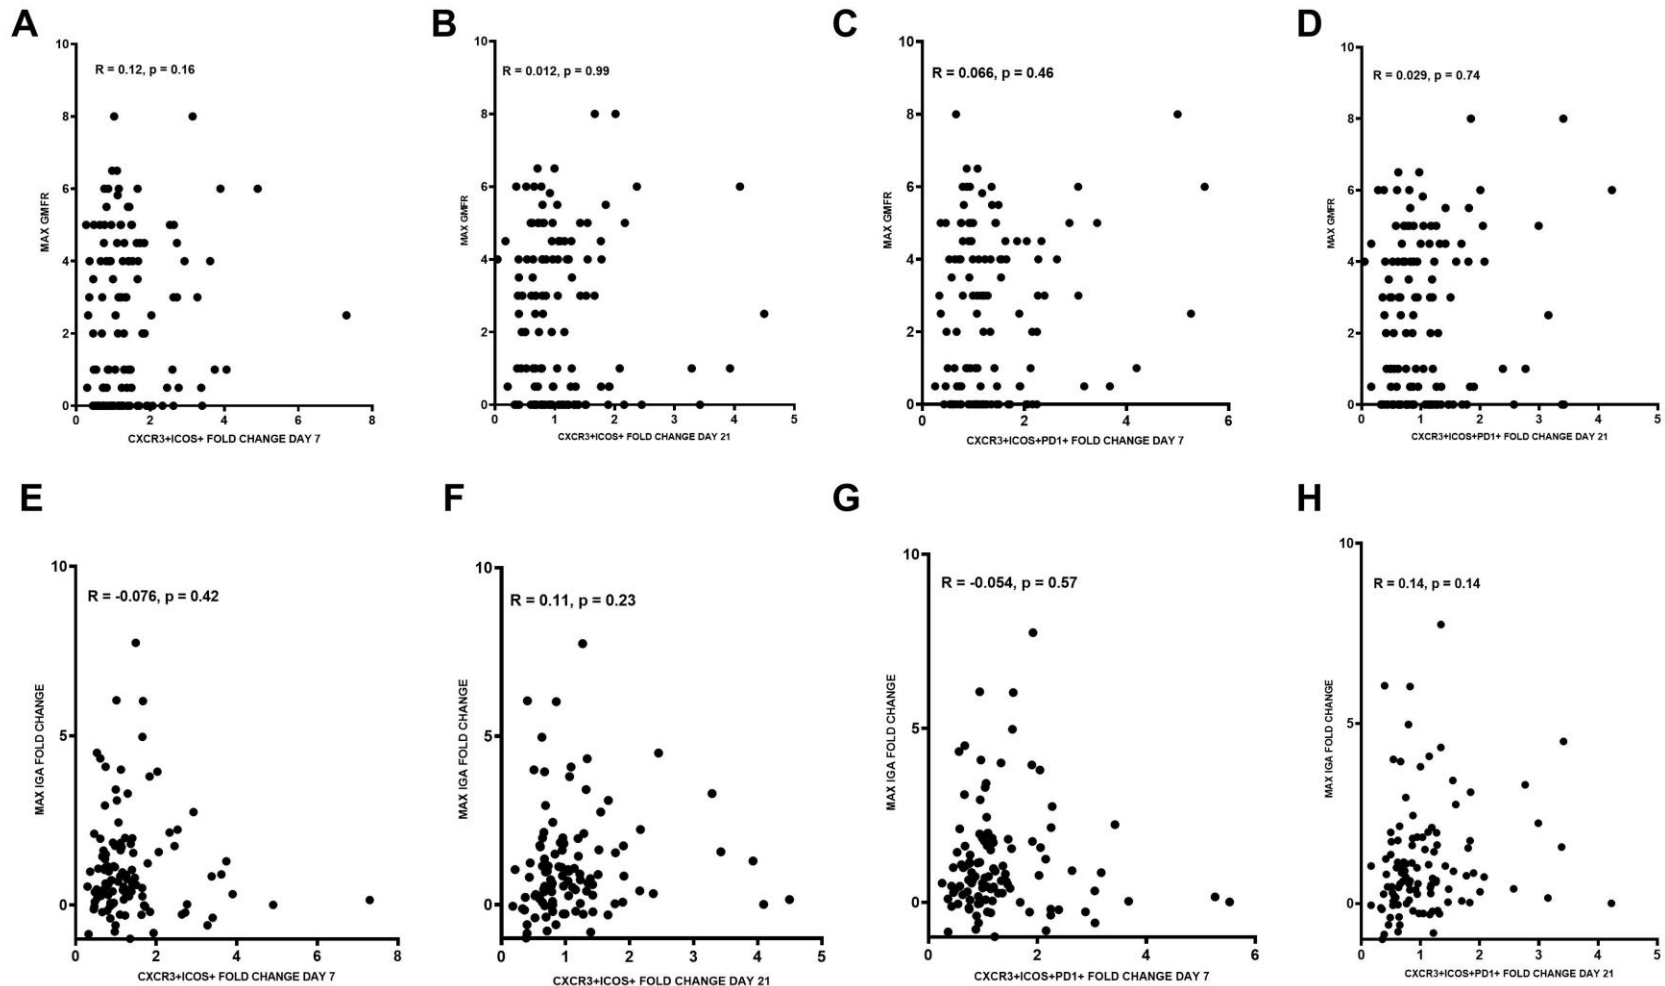 A
B
C
D
10
8
6
4
2
0
MAX GMFR
R = 0.12, p = 0.16
0 2 4 6 8
CXCR3+ICOS+ FOLD CHANGE DAY 7
10
8
6
4
2
0
MAX GMFR
R = 0.012, p = 0.99
0 1 2 3 4 5
CXCR3+ICOS+ FOLD CHANGE DAY 21
10
8
6
4
2
0
MAX GMFR
R = 0.066, p = 0.46
0 2 4 6
CXCR3+ICOS+PD1+ FOLD CHANGE DAY 7
10
8
6
4
2
0
MAX GMFR
R = 0.029, p = 0.74
0 1 2 3 4 5
CXCR3+ICOS+PD1+ FOLD CHANGE DAY 21
E
F
G
H
10
5
0
MAX IGA FOLD CHANGE
R = -0.076, p = 0.42
0 2 4 6 8
CXCR3+ICOS+ FOLD CHANGE DAY 7
10
5
0
MAX IGA FOLD CHANGE
R = 0.11, p = 0.23
0 1 2 3 4 5
CXCR3+ICOS+ FOLD CHANGE DAY 21
10
5
0
MAX IGA FOLD CHANGE
R = -0.054, p = 0.57
0 2 4 6
CXCR3+ICOS+PD1+ FOLD CHANGE DAY 7
10
5
0
MAX IGA FOLD CHANGE
R = 0.14, p = 0.14
0 1 2 3 4 5
CXCR3+ICOS+PD1+ FOLD CHANGE DAY 21